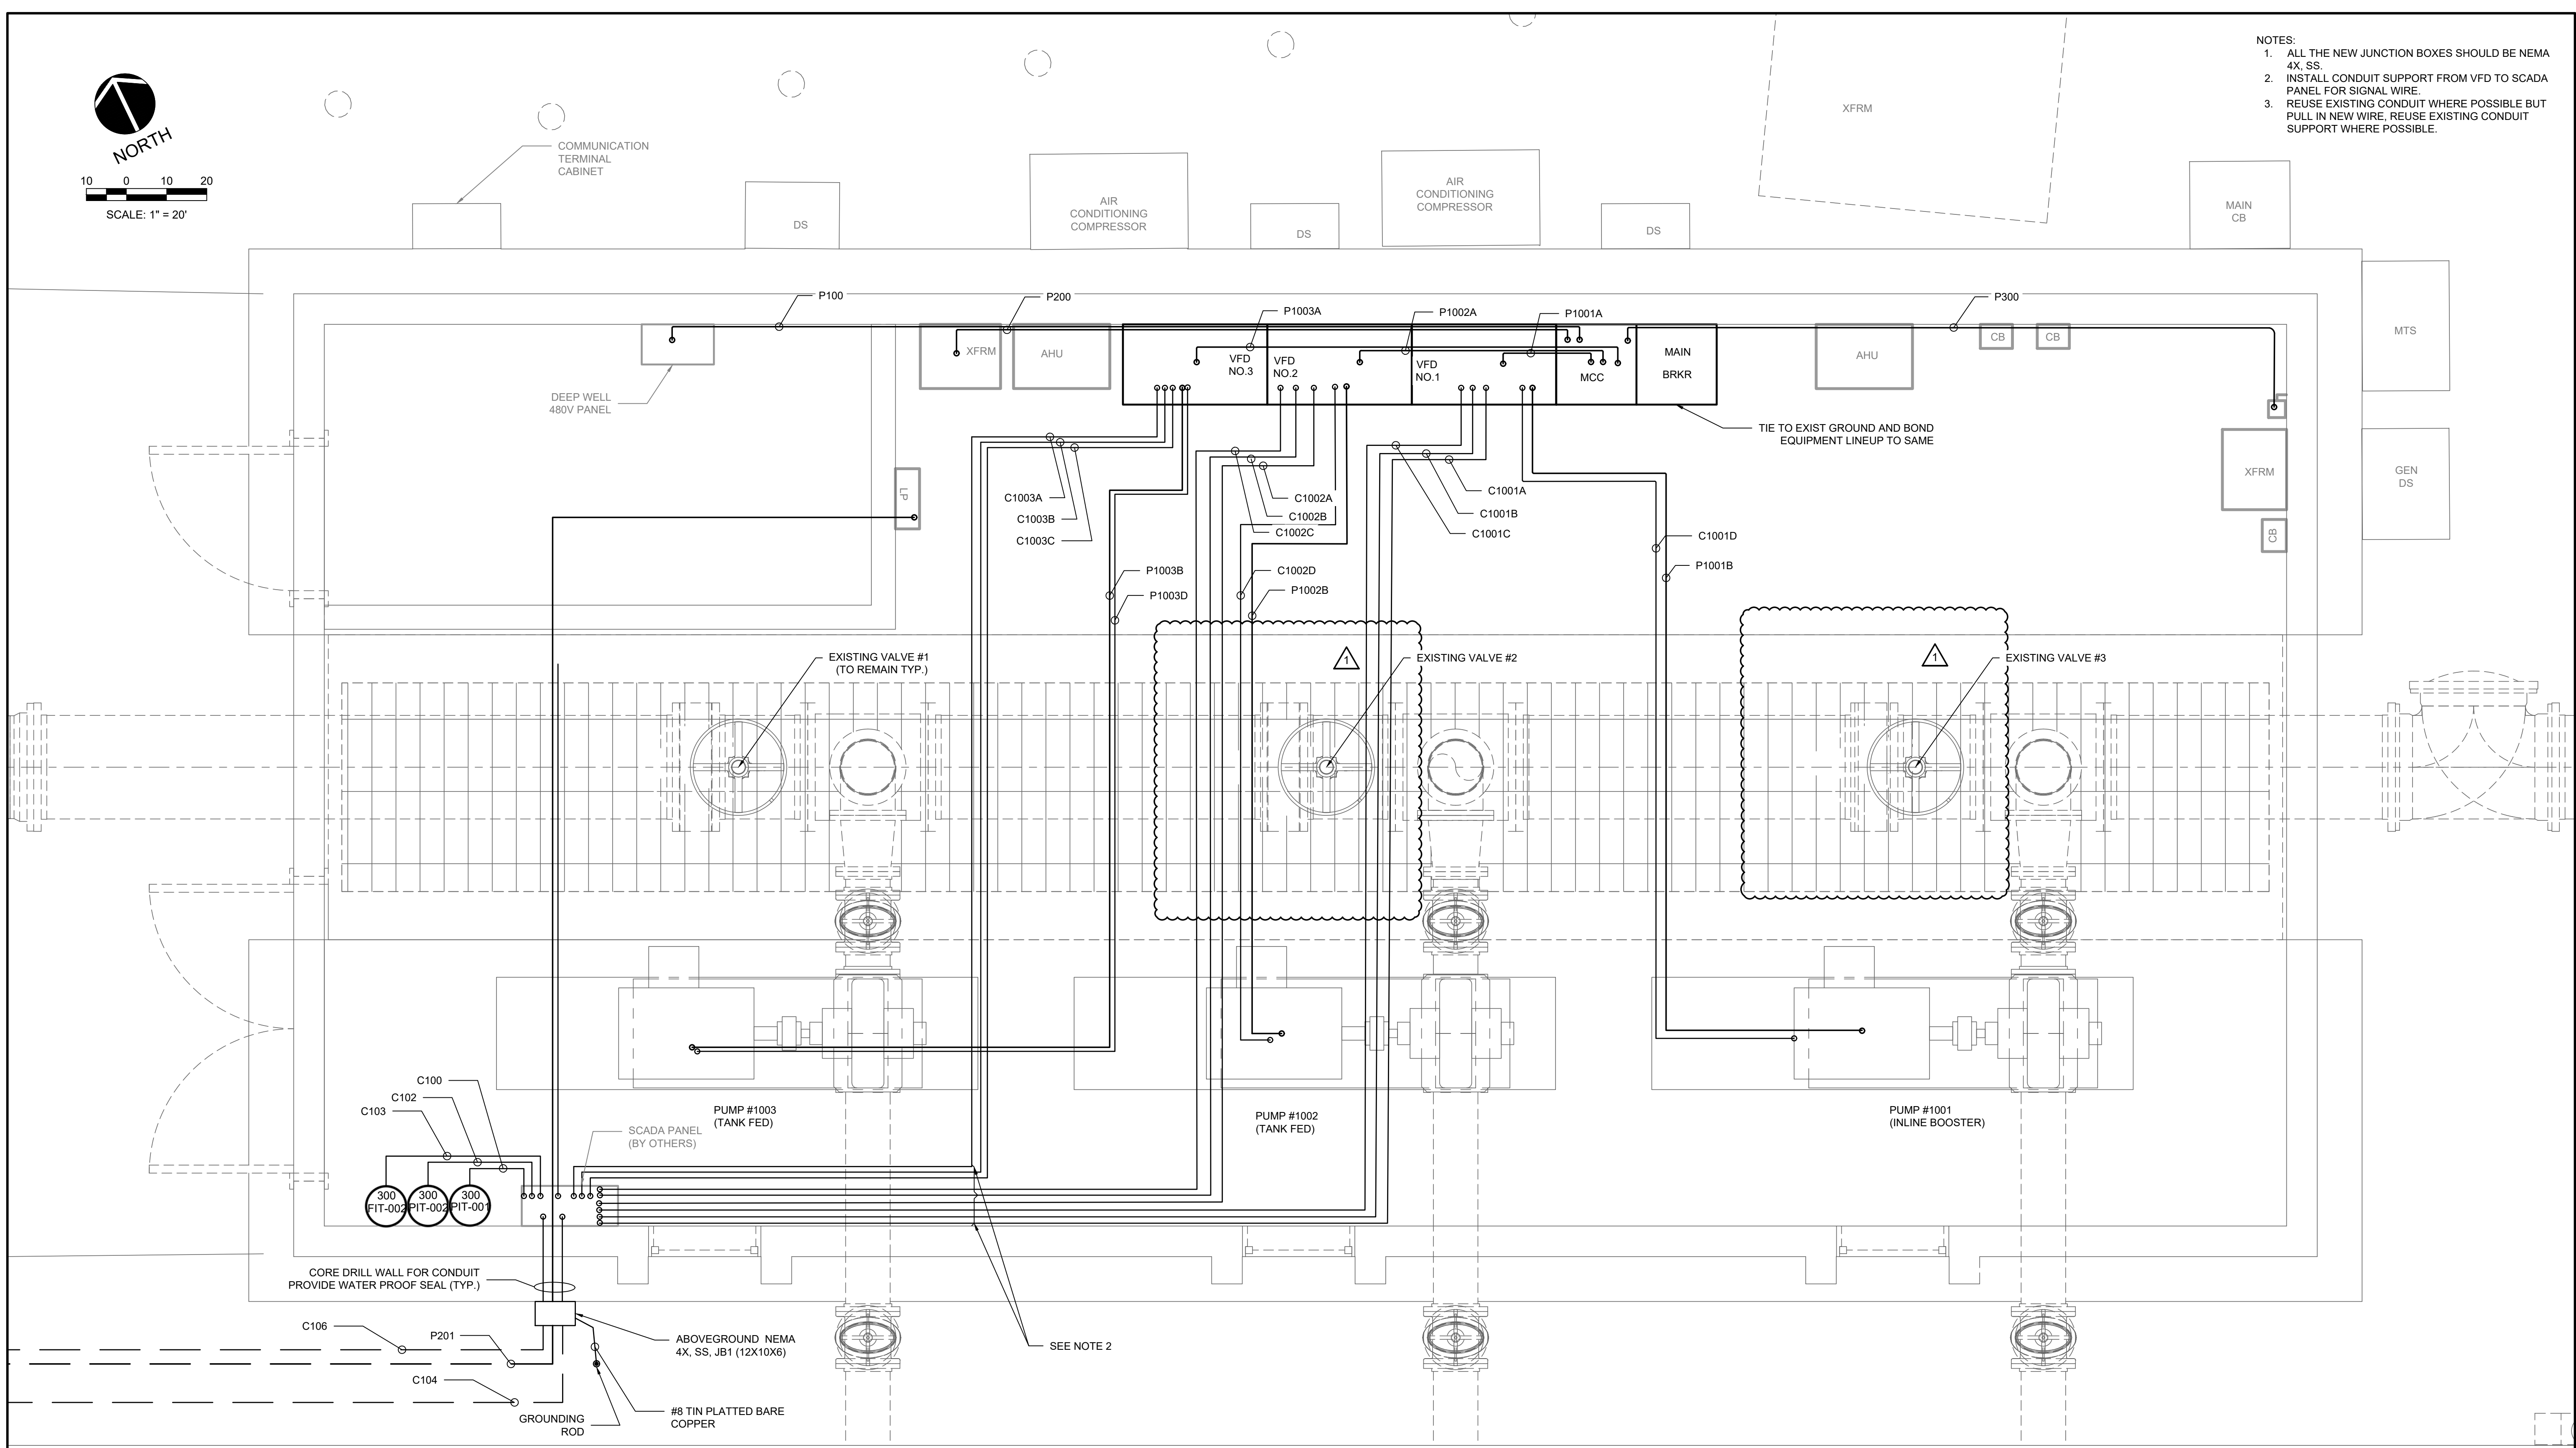 NOTES:
1. ALL THE NEW JUNCTION BOXES SHOULD BE NEMA
4X, SS.
2. INSTALL CONDUIT SUPPORT FROM VFD TO SCADA
PANEL FOR SIGNAL WIRE.
3. REUSE EXISTING CONDUIT WHERE POSSIBLE BUT
PULL IN NEW WIRE, REUSE EXISTING CONDUIT
SUPPORT WHERE POSSIBLE.
NORTH
10 0 10 20
SCALE: 1" = 20'
COMMUNICATION
TERMINAL
CABINET
DS
AIR
CONDITIONING
COMPRESSOR
DS
AIR
CONDITIONING
COMPRESSOR
DS
XFRM
MAIN
CB
MTS
GEN
DS
P100
P200
P1003A
P1002A
P1001A
P300
DEEP WELL
480V PANEL
XFRM
AHU
VFD
NO.3
VFD
NO.2
VFD
NO.1
MCC
MAIN
BRKR
AHU
CB
CB
XFRM
CB
LP
TIE TO EXIST GROUND AND BOND
EQUIPMENT LINEUP TO SAME
C1003A
C1003B
C1003C
C1002A
C1002B
C1002C
C1001A
C1001B
C1001C
C1001D
P1001B
P1003B
P1003D
C1002D
P1002B
EXISTING VALVE #1
(TO REMAIN TYP.)
1
EXISTING VALVE #2
1
EXISTING VALVE #3
PUMP #1003
(TANK FED)
PUMP #1002
(TANK FED)
PUMP #1001
(INLINE BOOSTER)
C100
C102
C103
SCADA PANEL
(BY OTHERS)
300
FIT-002
300
PIT-002
300
PIT-001
CORE DRILL WALL FOR CONDUIT
PROVIDE WATER PROOF SEAL (TYP.)
C106
P201
C104
ABOVEGROUND NEMA
4X, SS, JB1 (12X10X6)
SEE NOTE 2
#8 TIN PLATTED BARE
COPPER
GROUNDING
ROD